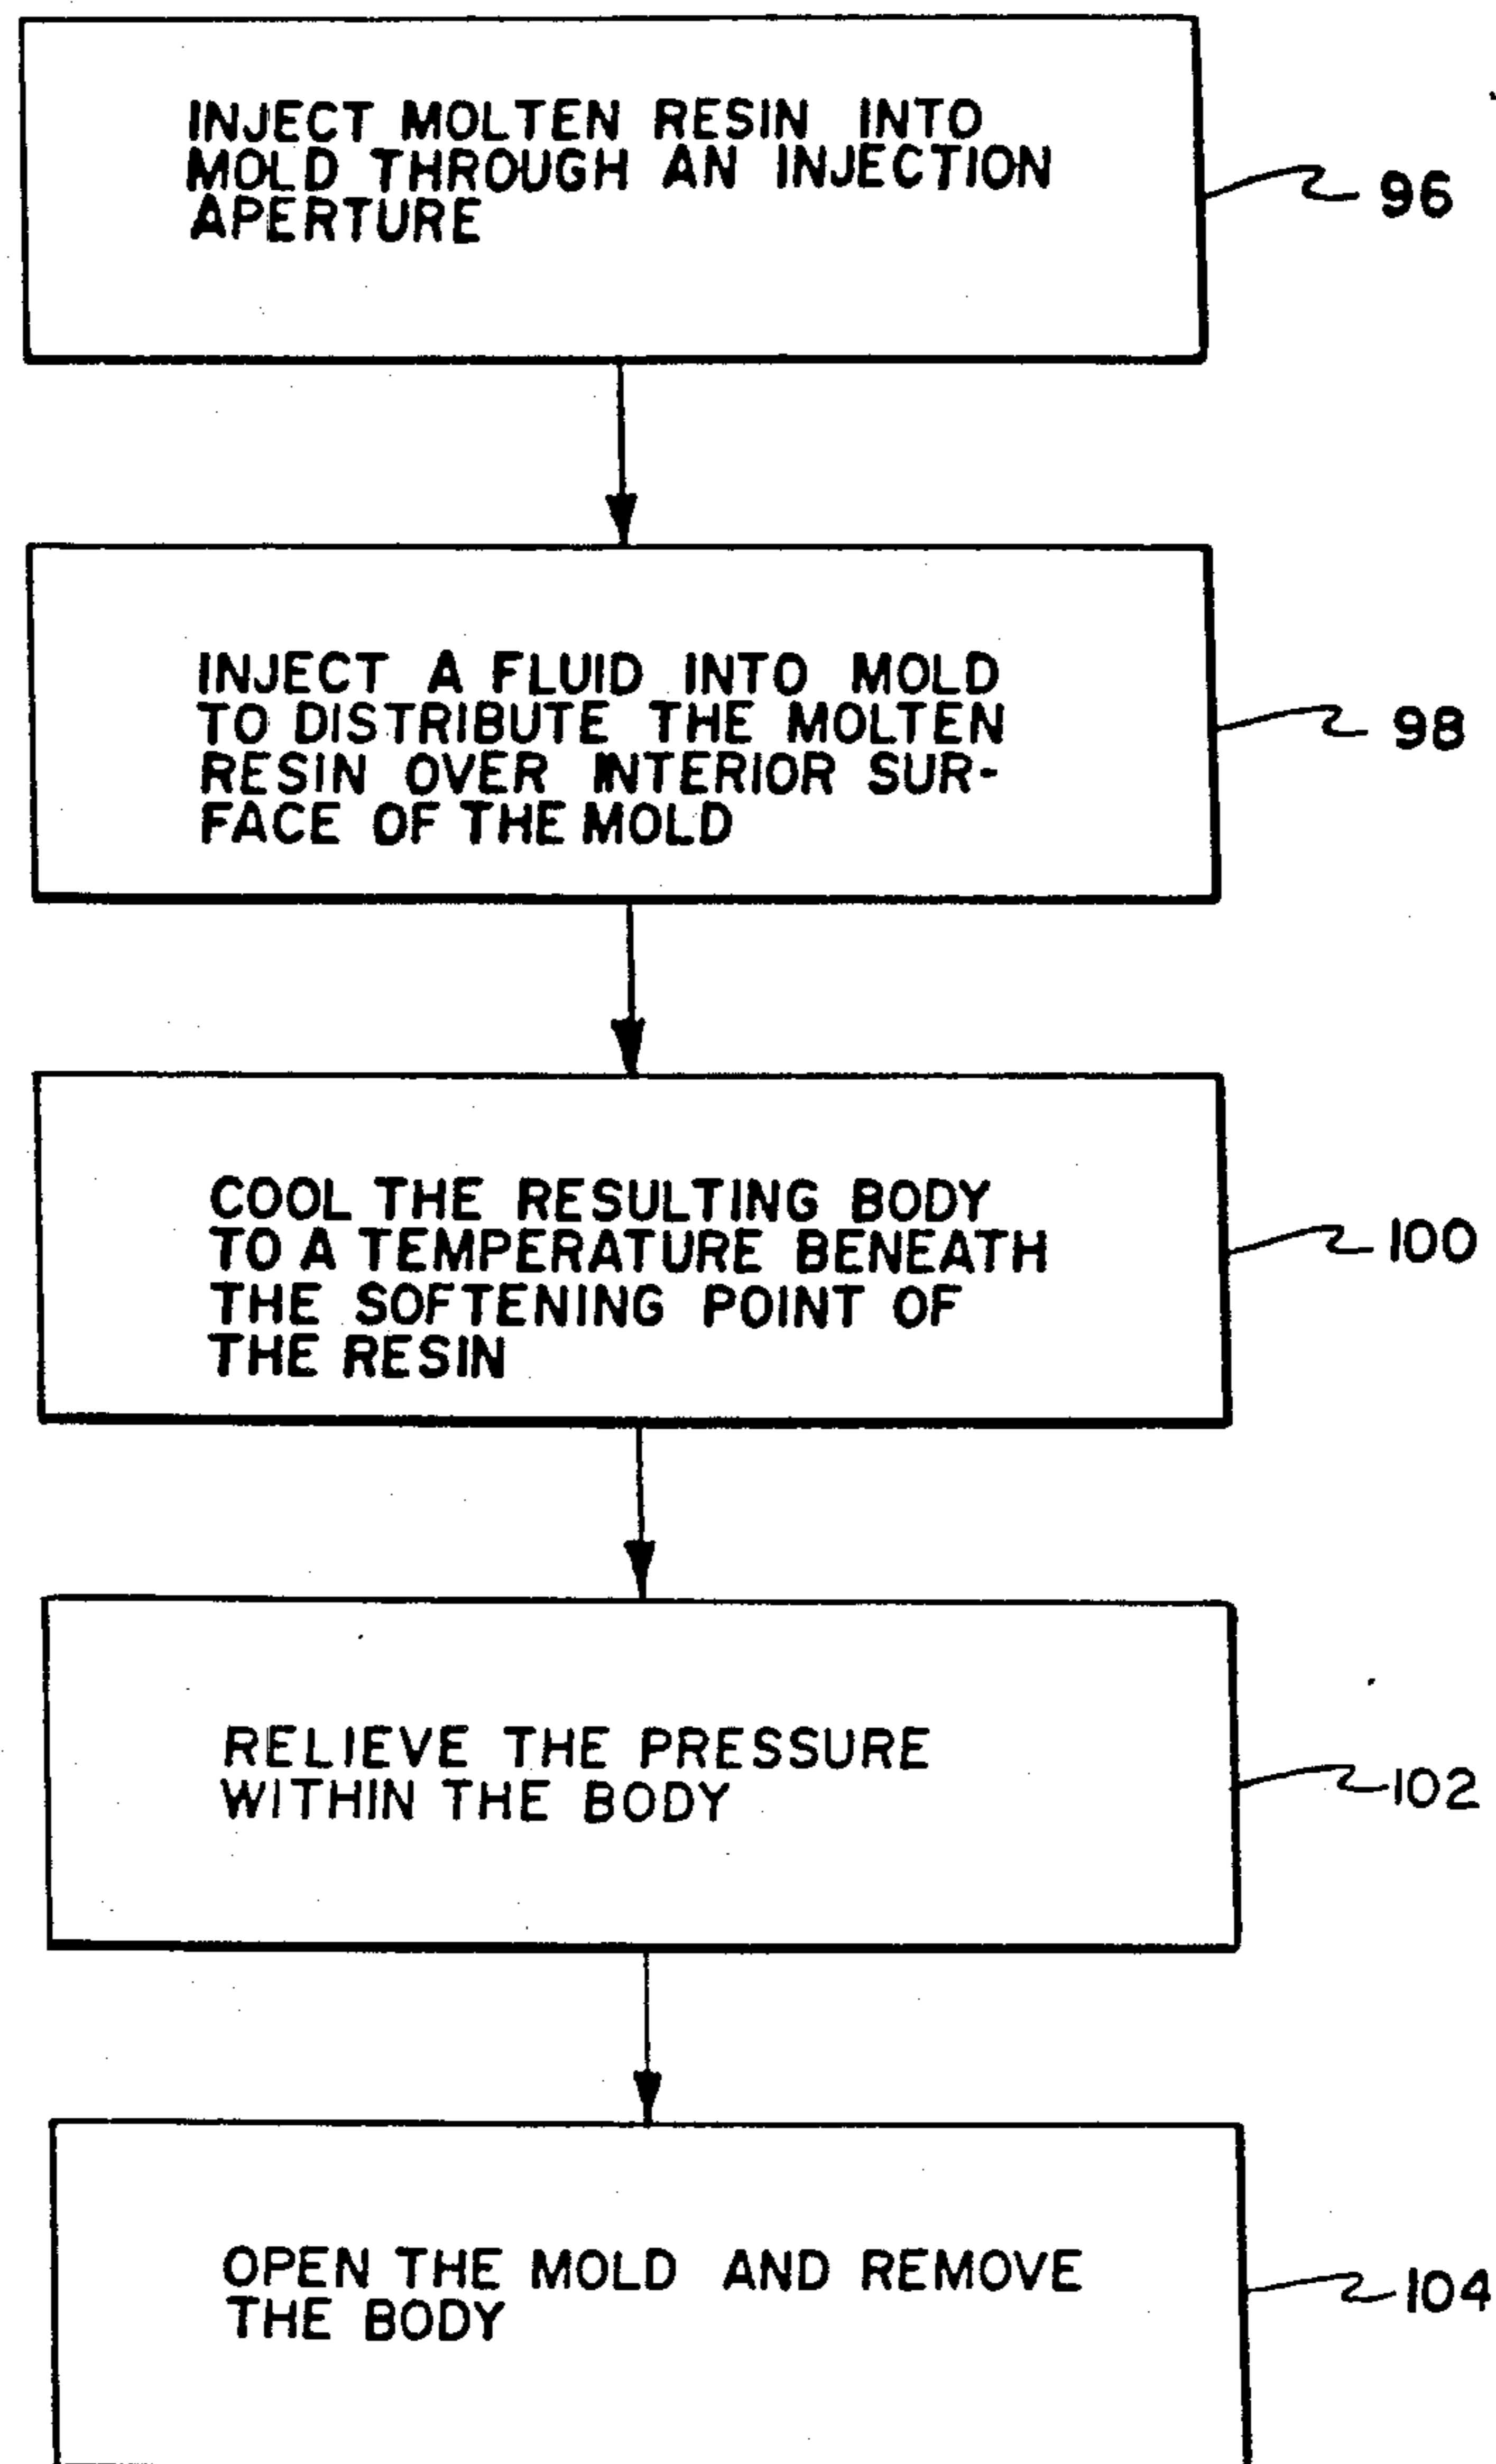 INJECT MOLTEN RESIN INTO
MOLD THROUGH AN INJECTION
APERTURE
96
INJECT A FLUID INTO MOLD
TO DISTRIBUTE THE MOLTEN
RESIN OVER INTERIOR SUR-
FACE OF THE MOLD
98
COOL THE RESULTING BODY
TO A TEMPERATURE BENEATH
THE SOFTENING POINT OF
THE RESIN
100
RELIEVE THE PRESSURE
WITHIN THE BODY
102
OPEN THE MOLD AND REMOVE
THE BODY
104